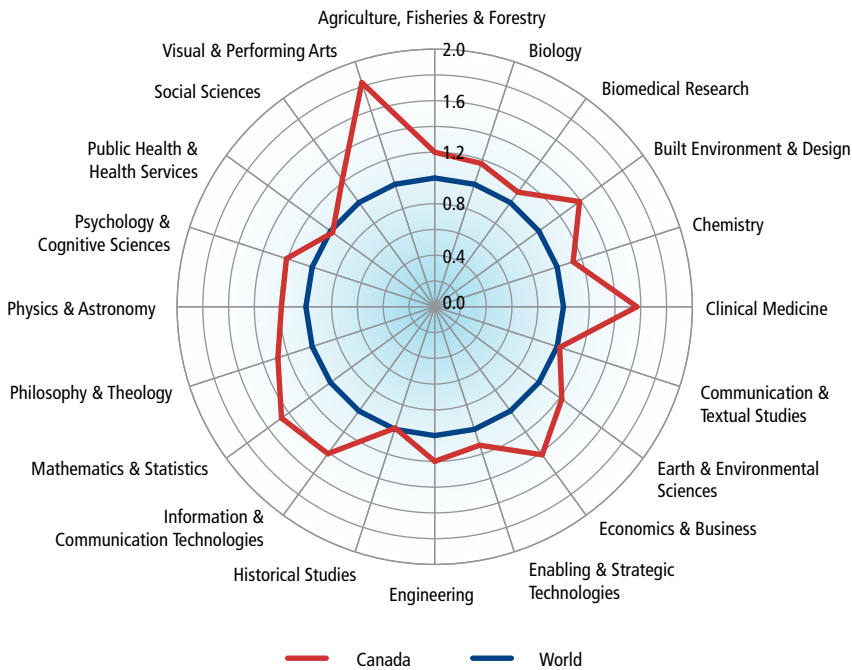 Agriculture, Fisheries & Forestry
Visual & Performing Arts
Biology
Social Sciences
Biomedical Research
Public Health &
Health Services
Built Environment & Design
Psychology &
Cognitive Sciences
Chemistry
Physics & Astronomy
Clinical Medicine
Philosophy & Theology
Communication &
Textual Studies
Mathematics & Statistics
Earth & Environmental
Sciences
Information &
Communication Technologies
Economics & Business
Historical Studies
Enabling & Strategic
Technologies
Engineering
2.0
1.6
1.2
0.8
0.4
0.0
Canada
World